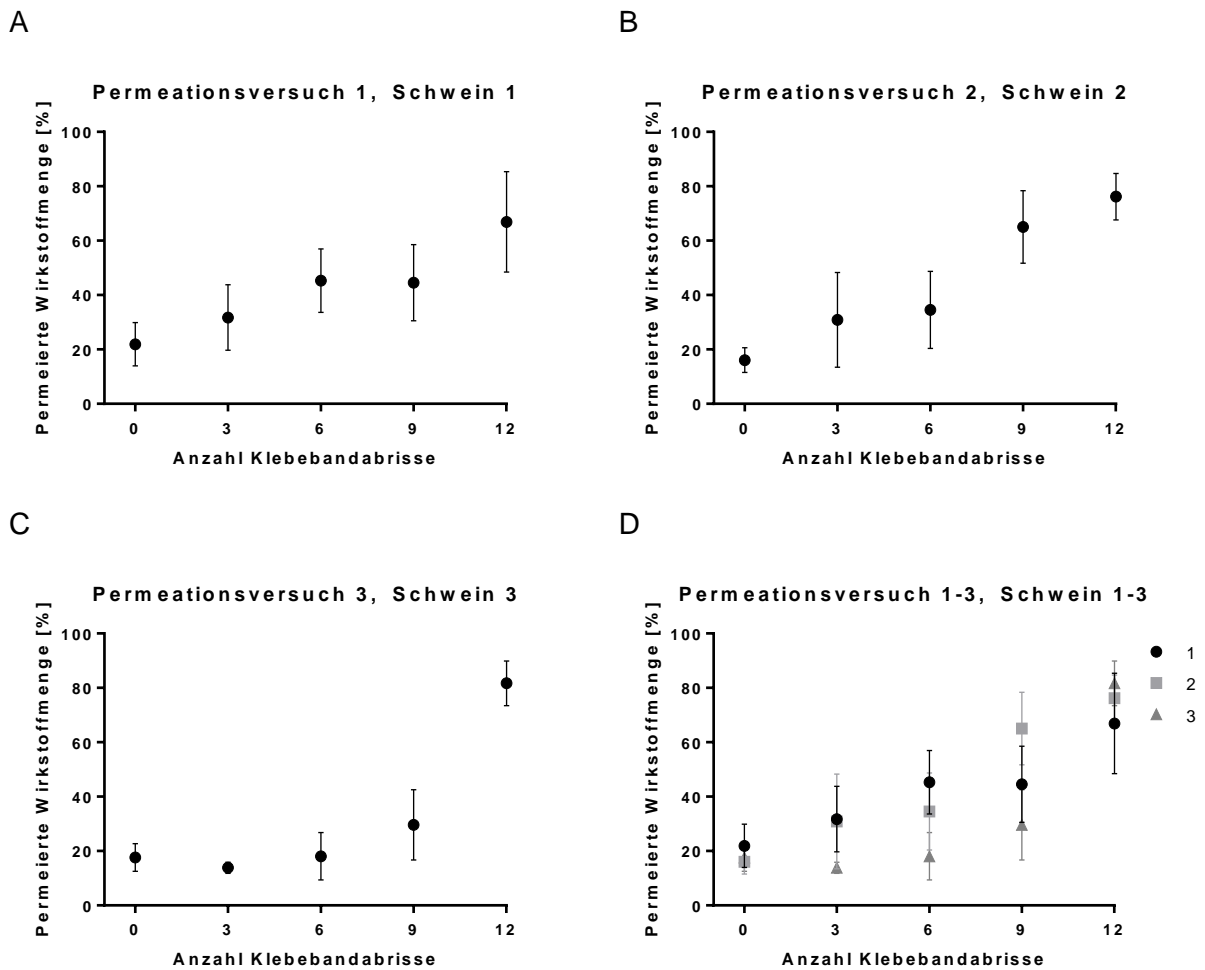 A
Permeationsversuch 1, Schwein 1
Permeierte Wirkstoffmenge [%]
100
80
60
40
20
0
0 3 6 9 12
Anzahl Klebebandabrisse
B
Permeationsversuch 2, Schwein 2
Permeierte Wirkstoffmenge [%]
100
80
60
40
20
0
0 3 6 9 12
Anzahl Klebebandabrisse
C
Permeationsversuch 3, Schwein 3
Permeierte Wirkstoffmenge [%]
100
80
60
40
20
0
0 3 6 9 12
Anzahl Klebebandabrisse
D
Permeationsversuch 1-3, Schwein 1-3
Permeierte Wirkstoffmenge [%]
100
80
60
40
20
0
0 3 6 9 12
Anzahl Klebebandabrisse
1
2
3